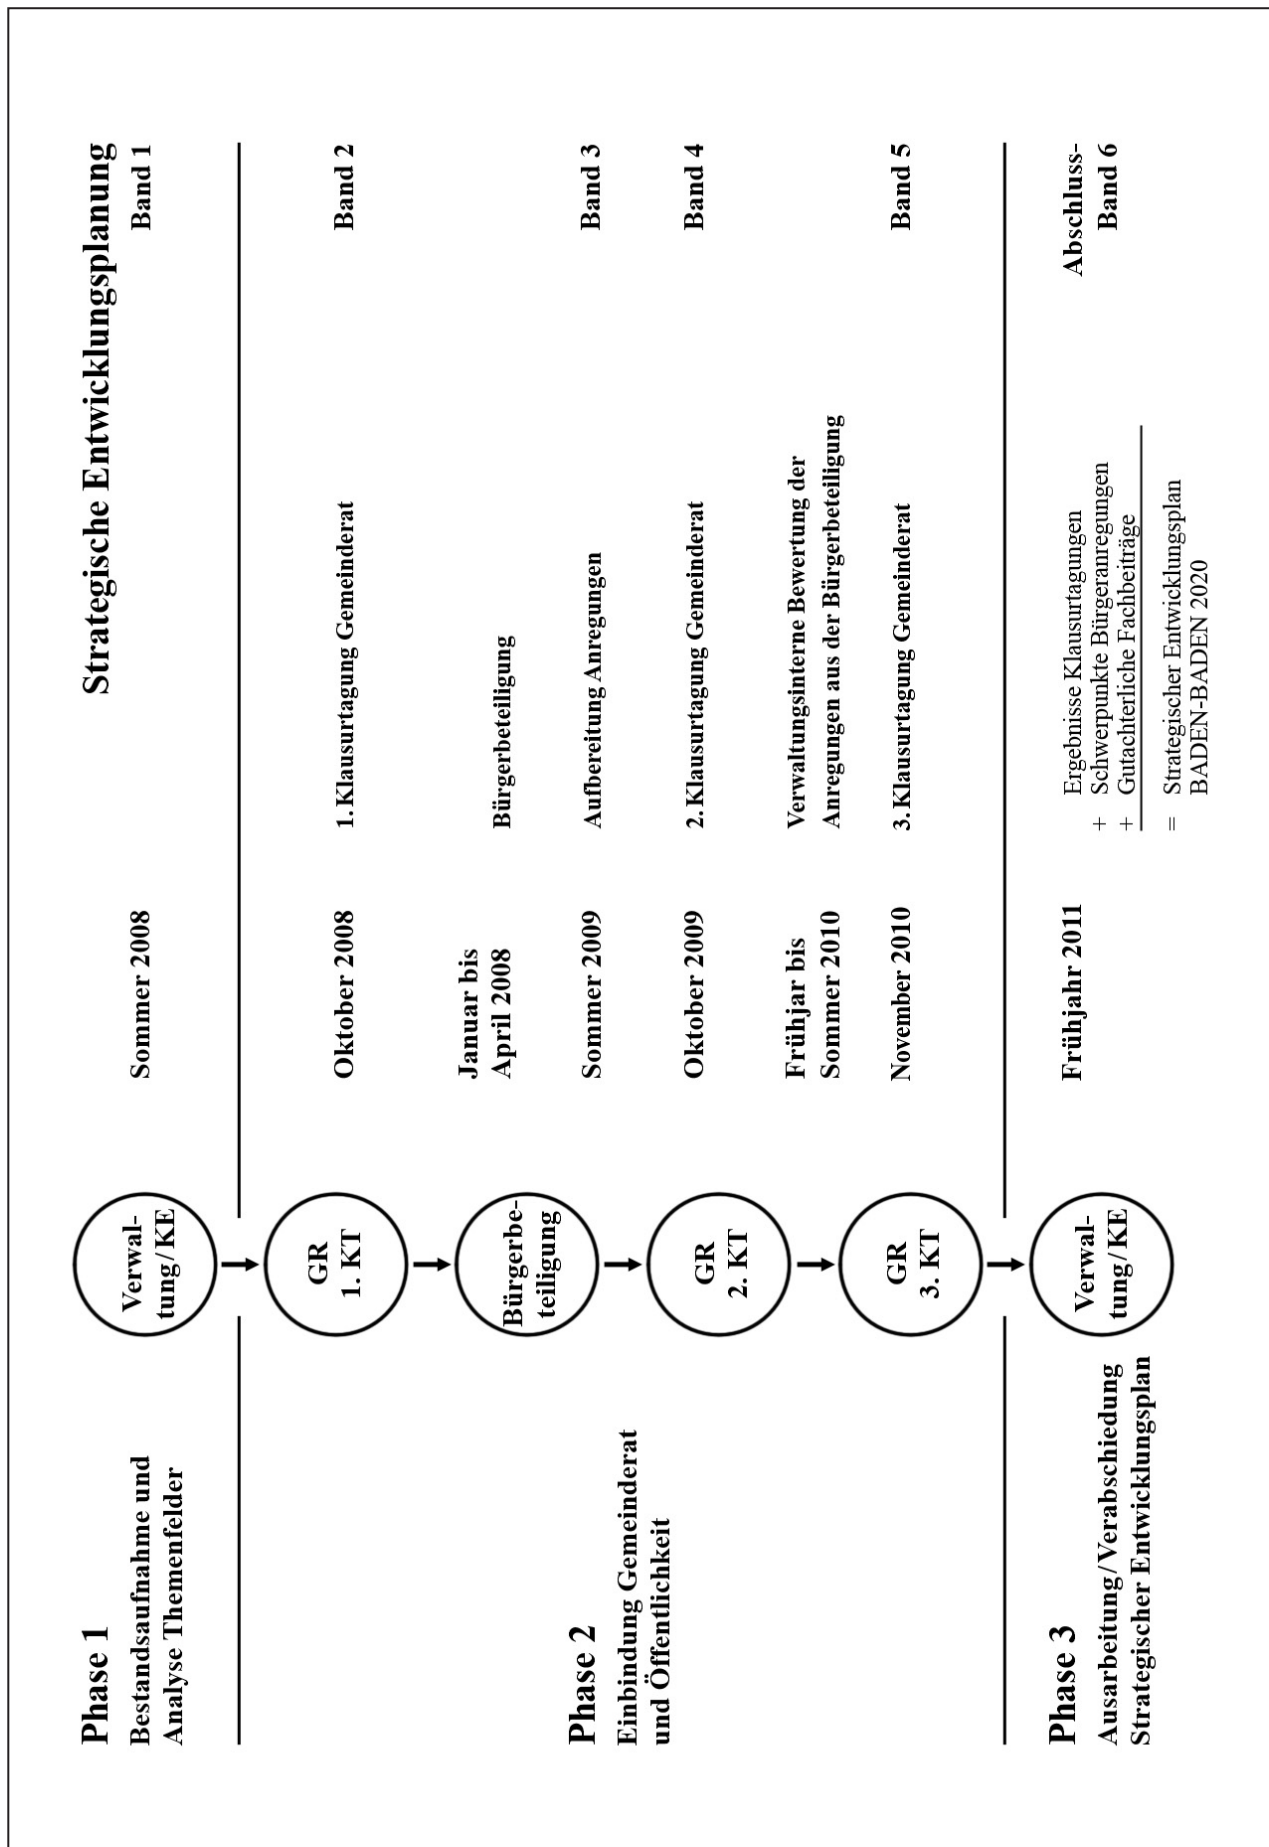 Strategische Entwicklungsplanung
Phase 1
Bestandsaufnahme und
Analyse Themenfelder
Verwal-
tung/KE
Sommer 2008
Band 1
Phase 2
Einbindung Gemeinderat
und Öffentlichkeit
GR
1. KT
Oktober 2008
1. Klausurtagung Gemeinderat
Band 2
Bürgerbe-
teiligung
Januar bis
April 2008
Bürgerbeteiligung
Sommer 2009
Aufbereitung Anregungen
Band 3
GR
2. KT
Oktober 2009
2. Klausurtagung Gemeinderat
Band 4
Frühjar bis
Sommer 2010
Verwaltungsinterne Bewertung der
Anregungen aus der Bürgerbeteiligung
GR
3. KT
November 2010
3. Klausurtagung Gemeinderat
Band 5
Phase 3
Ausarbeitung/Verabschiedung
Strategischer Entwicklungsplan
Verwal-
tung/KE
Frühjahr 2011
Ergebnisse Klausurtagungen
+ Schwerpunkte Bürgeranregungen
+ Gutachterliche Fachbeiträge
= Strategischer Entwicklungsplan
BADEN-BADEN 2020
Abschluss-
Band 6